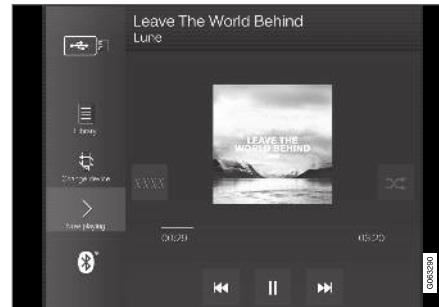 Leave The World Behind
Lune
Library
Change device
Now playing
LEAVE THE
WORLD BEHIND
XXXX
00:29
03:20
G063290